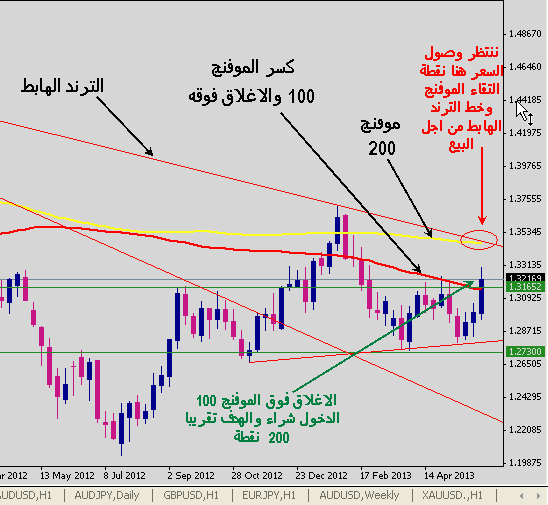 1.48670
ننتظر وصول
السعر هنا نقطة
التقاء الموفنج
وخط الترند
الهابط من اجل
البيع
1.46460
1.44185
1.41975
1.39765
1.37555
1.35345
1.33135
1.32163
1.31652
1.30925
1.28715
1.27300
1.26505
1.24295
1.22085
1.19875
كسر الموفنج
100 والاغلاق فوقه
الترند الهابط
موفنج
200
الاغلاق فوق الموفنج 100
الدخول شراء والهدف تقريبا
200 نقطة
ar 2012 13 May 2012 8 Jul 2012 2 Sep 2012 28 Oct 2012 23 Dec 2012 17 Feb 2013 14 Apr 2013
AUDUSD,H1 AUDJPY,Daily GBPUSD,H1 EURJPY,H1 AUDUSD,Weekly XAUUSD.,H1